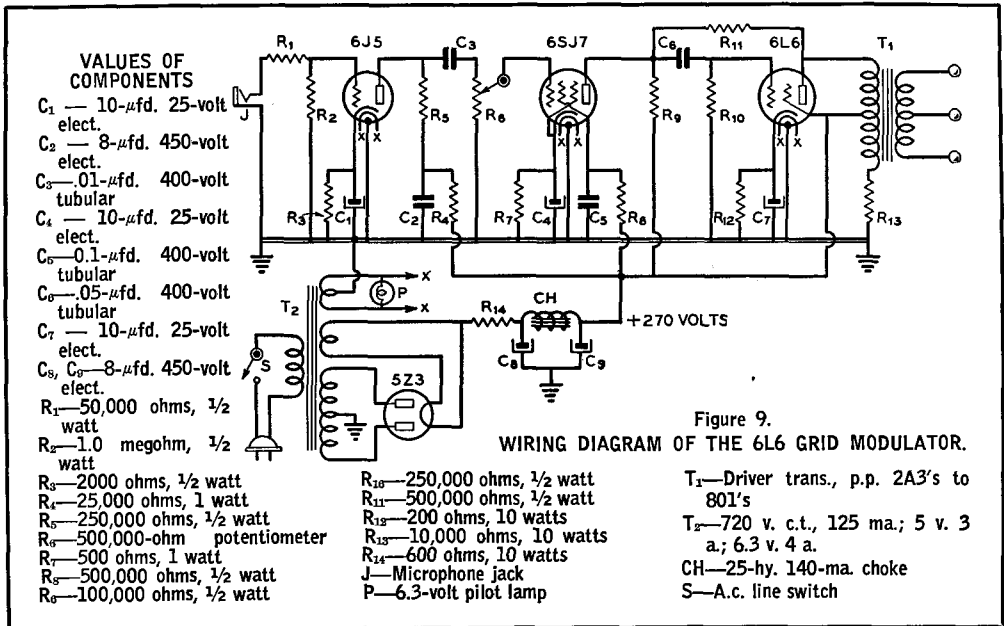 VALUES OF
COMPONENTS
C₁ — 10-μfd. 25-volt
elect.
C₂ — 8-μfd. 450-volt
elect.
C₃—.01-μfd. 400-volt
tubular
C₄ — 10-μfd. 25-volt
elect.
C₅—0.1-μfd. 400-volt
tubular
C₆—.05-μfd. 400-volt
tubular
C₇ — 10-μfd. 25-volt
elect.
C₈, C₉—8-μfd. 450-volt
elect.
R₁—50,000 ohms, ½
watt
R₂—1.0 megohm, ½
watt
R₃—2000 ohms, ½ watt
R₄—25,000 ohms, 1 watt
R₅—250,000 ohms, ½ watt
R₆—500,000-ohm potentiometer
R₇—500 ohms, 1 watt
R₈—500,000 ohms, ½ watt
R₉—100,000 ohms, ½ watt
R₁₀—250,000 ohms, ½ watt
R₁₁—500,000 ohms, ½ watt
R₁₂—200 ohms, 10 watts
R₁₃—10,000 ohms, 10 watts
R₁₄—600 ohms, 10 watts
J—Microphone jack
P—6.3-volt pilot lamp
T₁—Driver trans., p.p. 2A3's to
801's
T₂—720 v. c.t., 125 ma.; 5 v. 3
a.; 6.3 v. 4 a.
CH—25-hy. 140-ma. choke
S—A.c. line switch
R₁
6J5
C₃
6SJ7
C₆
R₁₁
6L6
T₁
J
R₂
R₅
R₆
R₉
R₁₀
X X
X X
X X
R₃
C₁
C₂
R₄
R₇
C₄
C₅
R₈
R₁₂
C₇
R₁₃
T₂
P
X
X
R₁₄
CH
+270 VOLTS
C₈
C₉
S
5Z3
Figure 9.
WIRING DIAGRAM OF THE 6L6 GRID MODULATOR.